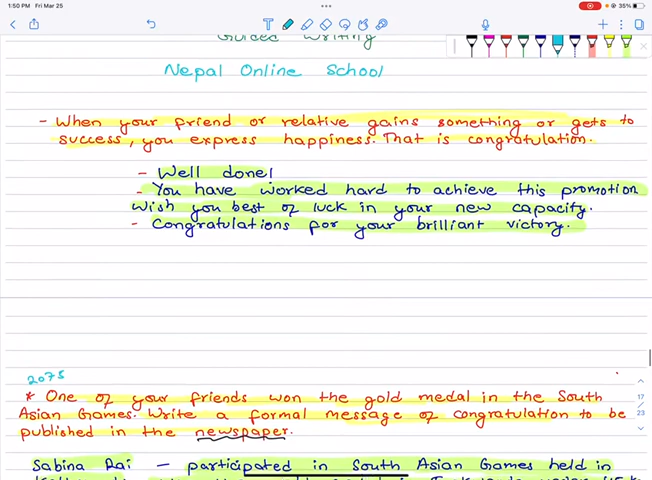 1:50 PM Fri Mar 25
35%
Guided Writing
Nepal Online School
- When your friend or relative gains something or gets to
success, you express happiness. That is congratulation.
- Well done!
- You have worked hard to achieve this promotion
Wish you best of luck in your new capacity.
- Congratulations for your brilliant victory.
2075
17
23
* One of your friends won the gold medal in the South
Asian Games. Write a formal message of congratulation to be
published in the newspaper.
Sabina Rai - participated in South Asian Games held in